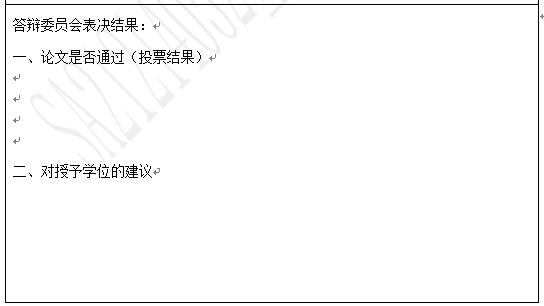 答辩委员会表决结果：
一、论文是否通过（投票结果）
二、对授予学位的建议